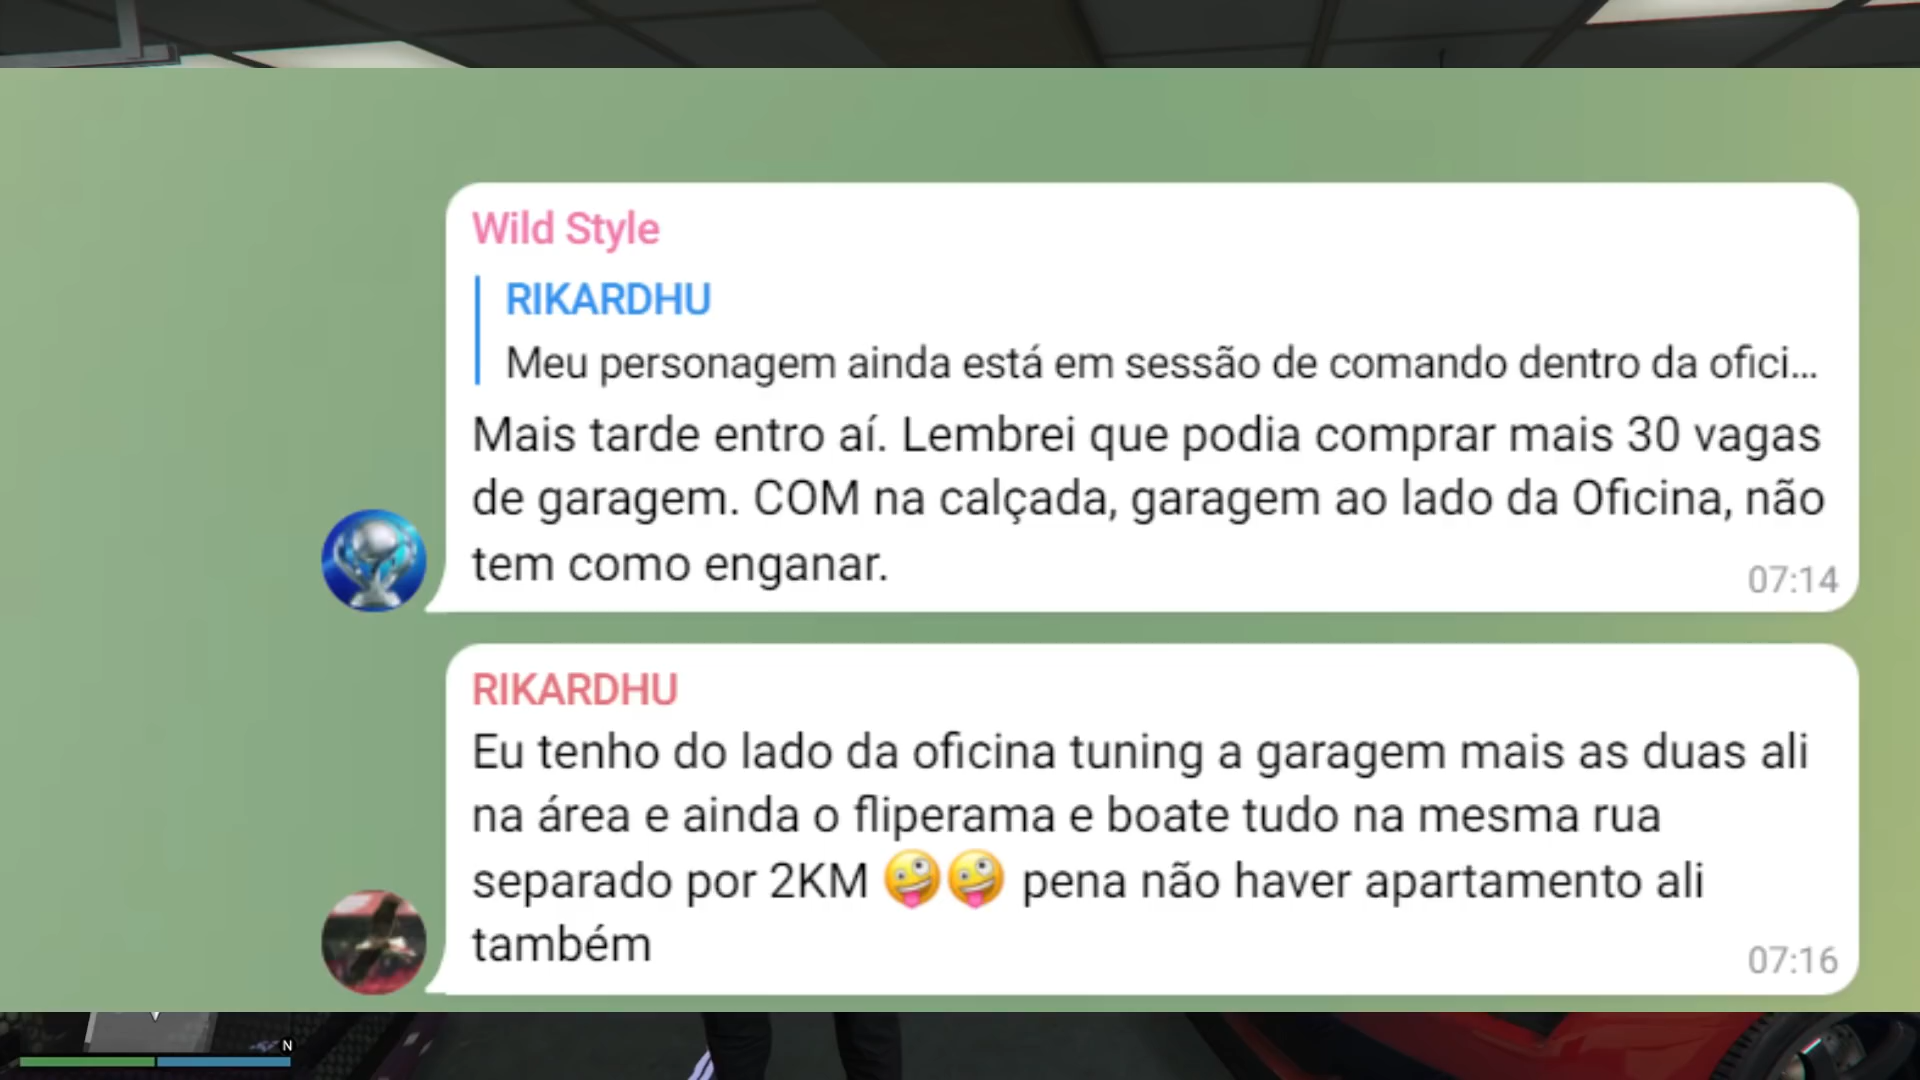 Wild Style
RIKARDHU
Meu personagem ainda está em sessão de comando dentro da ofici...
Mais tarde entro aí. Lembrei que podia comprar mais 30 vagas
de garagem. COM na calçada, garagem ao lado da Oficina, não
tem como enganar.
07:14
RIKARDHU
Eu tenho do lado da oficina tuning a garagem mais as duas ali
na área e ainda o fliperama e boate tudo na mesma rua
separado por 2KM 🤪🤪 pena não haver apartamento ali
também
07:16
N